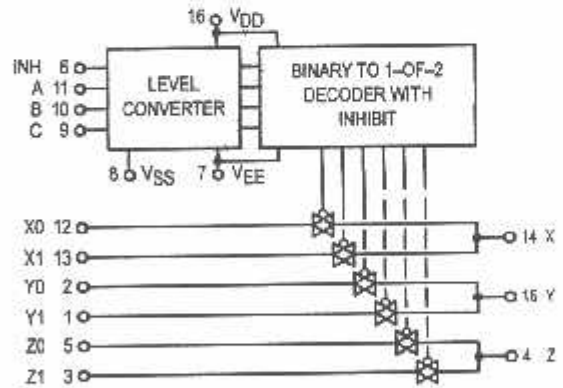 16 VDD
INH 6
A 11
B 10
C 9
LEVEL
CONVERTER
BINARY TO 1-OF-2
DECODER WITH
INHIBIT
8 VSS
7 VEE
X0 12
X1 13
Y0 2
Y1 1
Z0 5
Z1 3
14 X
15 Y
4 Z